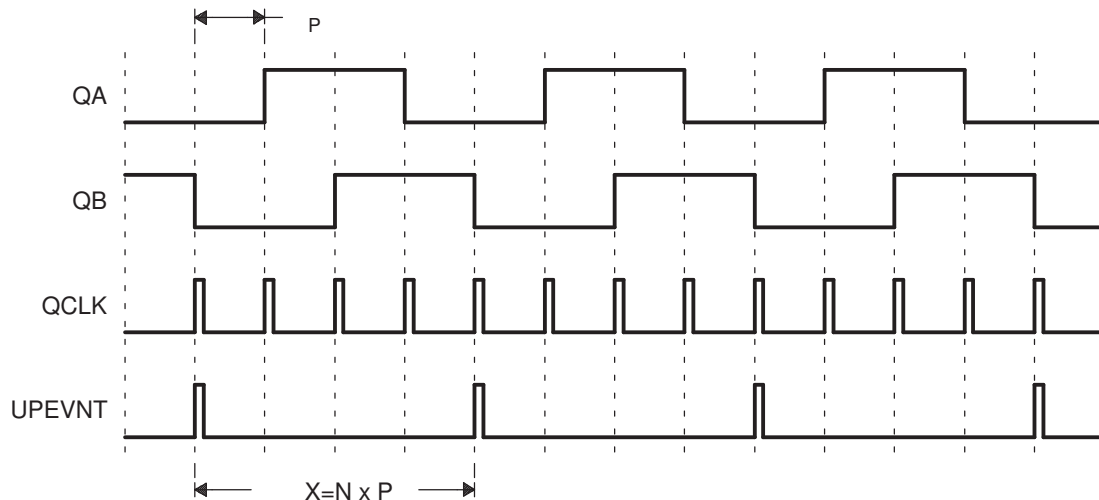 P
QA
QB
QCLK
UPEVNT
X=N x P